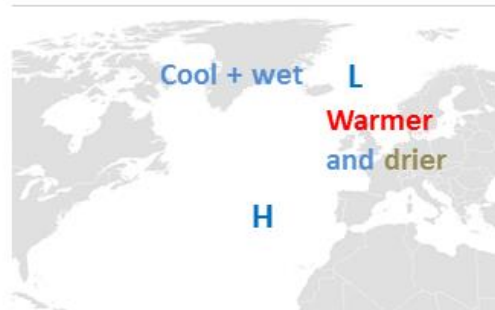 Cool + wet
L
Warmer
and drier
H